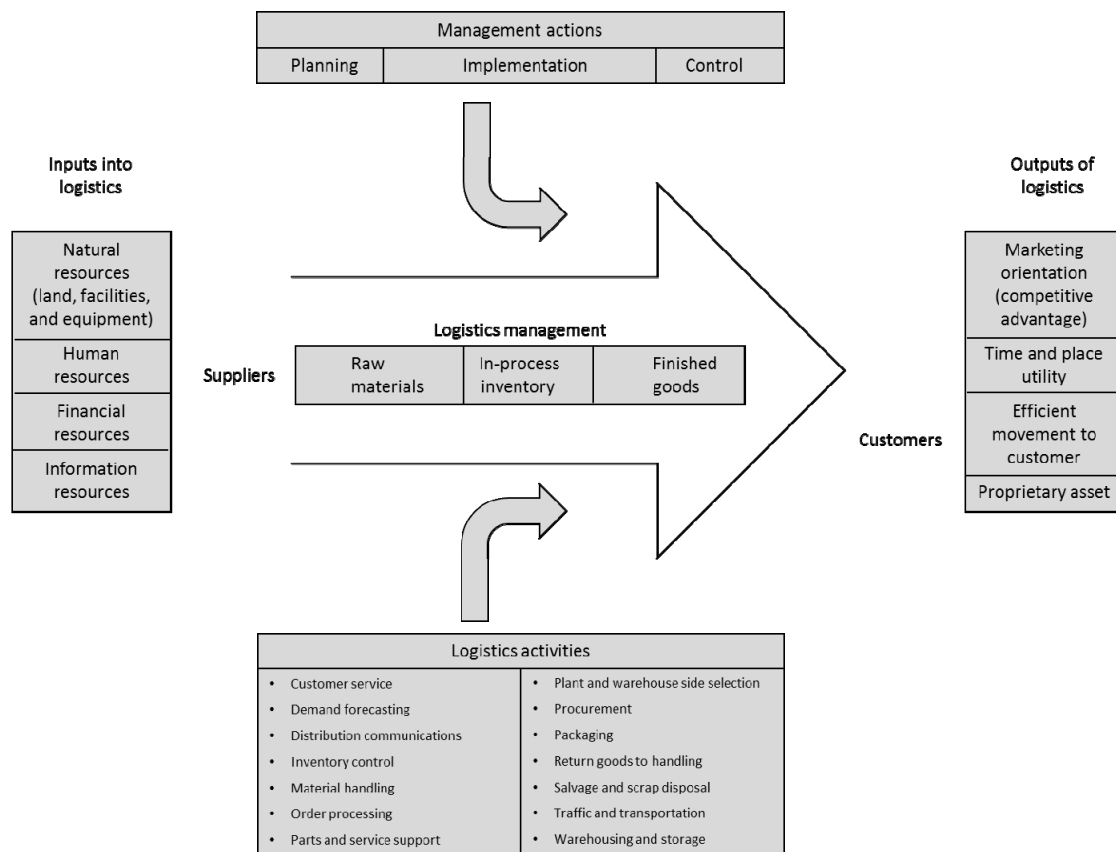 Management actions
Planning
Implementation
Control
Inputs into
logistics
Natural
resources
(land, facilities,
and equipment)
Human
resources
Financial
resources
Information
resources
Suppliers
Logistics management
Raw
materials
In-process
inventory
Finished
goods
Customers
Outputs of
logistics
Marketing
orientation
(competitive
advantage)
Time and place
utility
Efficient
movement to
customer
Proprietary asset
Logistics activities
• Customer service
• Demand forecasting
• Distribution communications
• Inventory control
• Material handling
• Order processing
• Parts and service support
• Plant and warehouse side selection
• Procurement
• Packaging
• Return goods to handling
• Salvage and scrap disposal
• Traffic and transportation
• Warehousing and storage